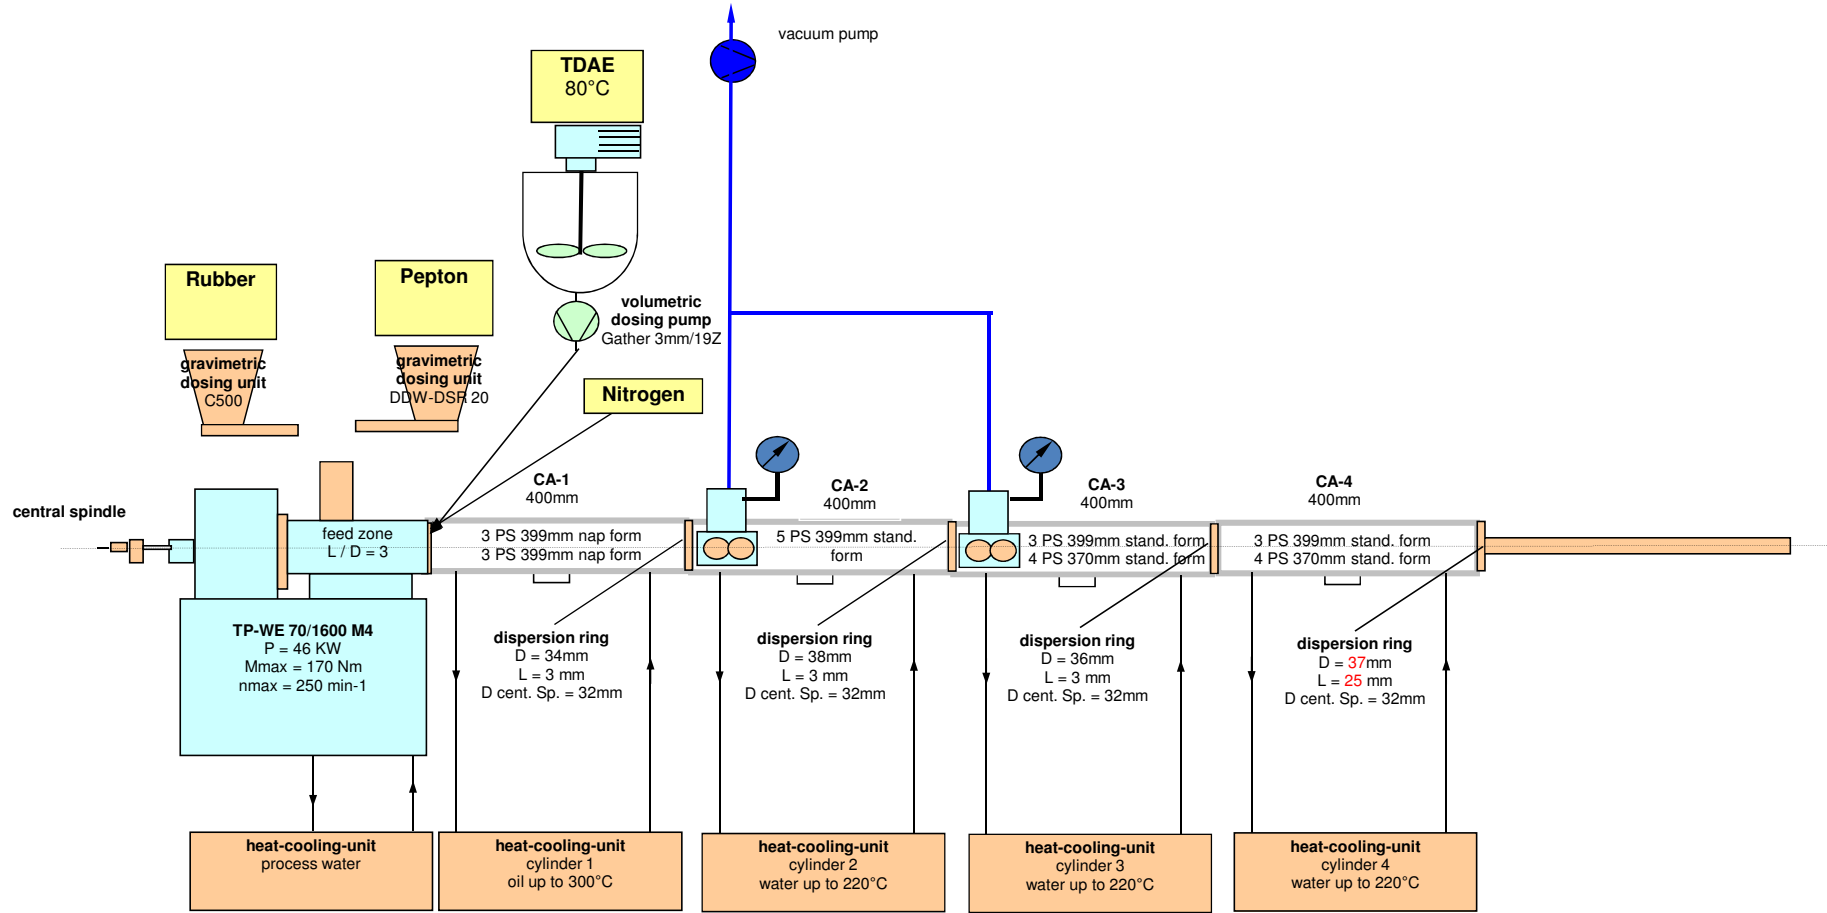 vacuum pump
TDAE
80°C
Rubber
Pepton
volumetric
dosing pump
Gather 3mm/19Z
gravimetric
dosing unit
C500
gravimetric
dosing unit
DDW-DSR 20
Nitrogen
central spindle
feed zone
L / D = 3
CA-1
400mm
3 PS 399mm nap form
3 PS 399mm nap form
CA-2
400mm
5 PS 399mm stand.
form
CA-3
400mm
3 PS 399mm stand. form
4 PS 370mm stand. form
CA-4
400mm
3 PS 399mm stand. form
4 PS 370mm stand. form
TP-WE 70/1600 M4
P = 46 KW
Mmax = 170 Nm
nmax = 250 min-1
dispersion ring
D = 34mm
L = 3 mm
D cent. Sp. = 32mm
dispersion ring
D = 38mm
L = 3 mm
D cent. Sp. = 32mm
dispersion ring
D = 36mm
L = 3 mm
D cent. Sp. = 32mm
dispersion ring
D = 37mm
L = 25 mm
D cent. Sp. = 32mm
heat-cooling-unit
process water
heat-cooling-unit
cylinder 1
oil up to 300°C
heat-cooling-unit
cylinder 2
water up to 220°C
heat-cooling-unit
cylinder 3
water up to 220°C
heat-cooling-unit
cylinder 4
water up to 220°C